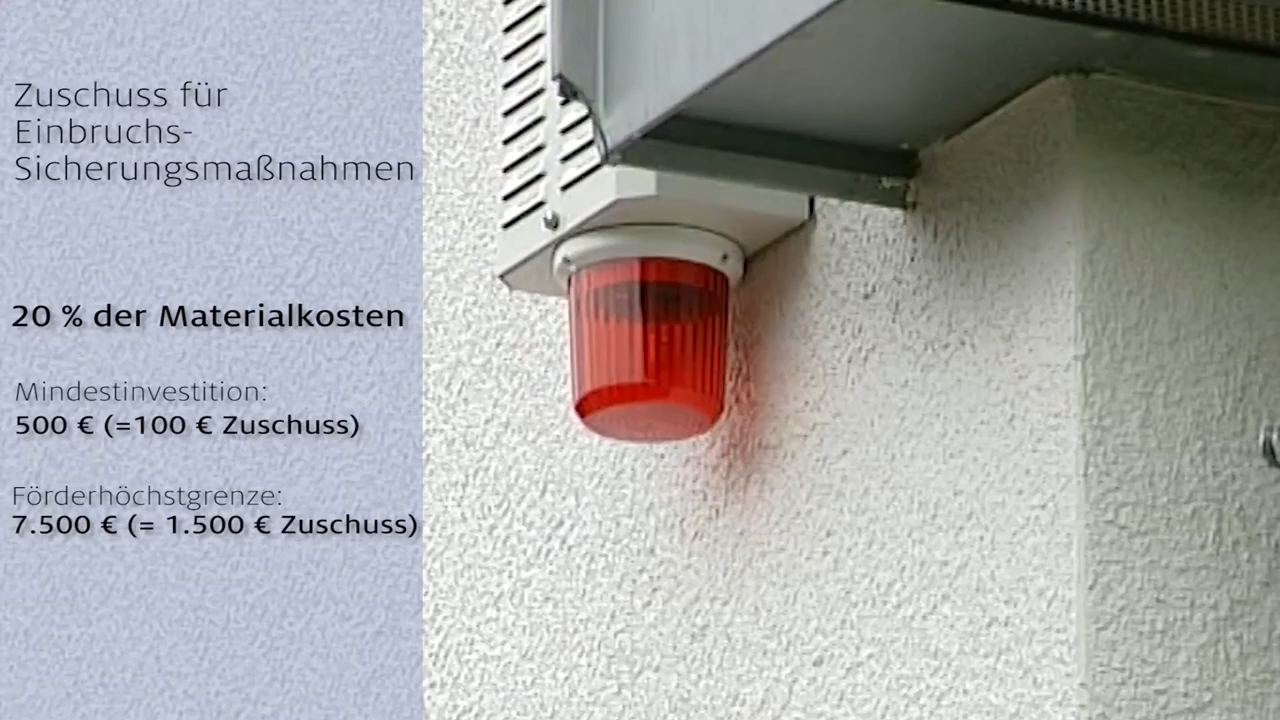 Zuschuss für
Einbruchs-
Sicherungsmaßnahmen
20 % der Materialkosten
Mindestinvestition:
500 € (=100 € Zuschuss)
Förderhöchstgrenze:
7.500 € (= 1.500 € Zuschuss)